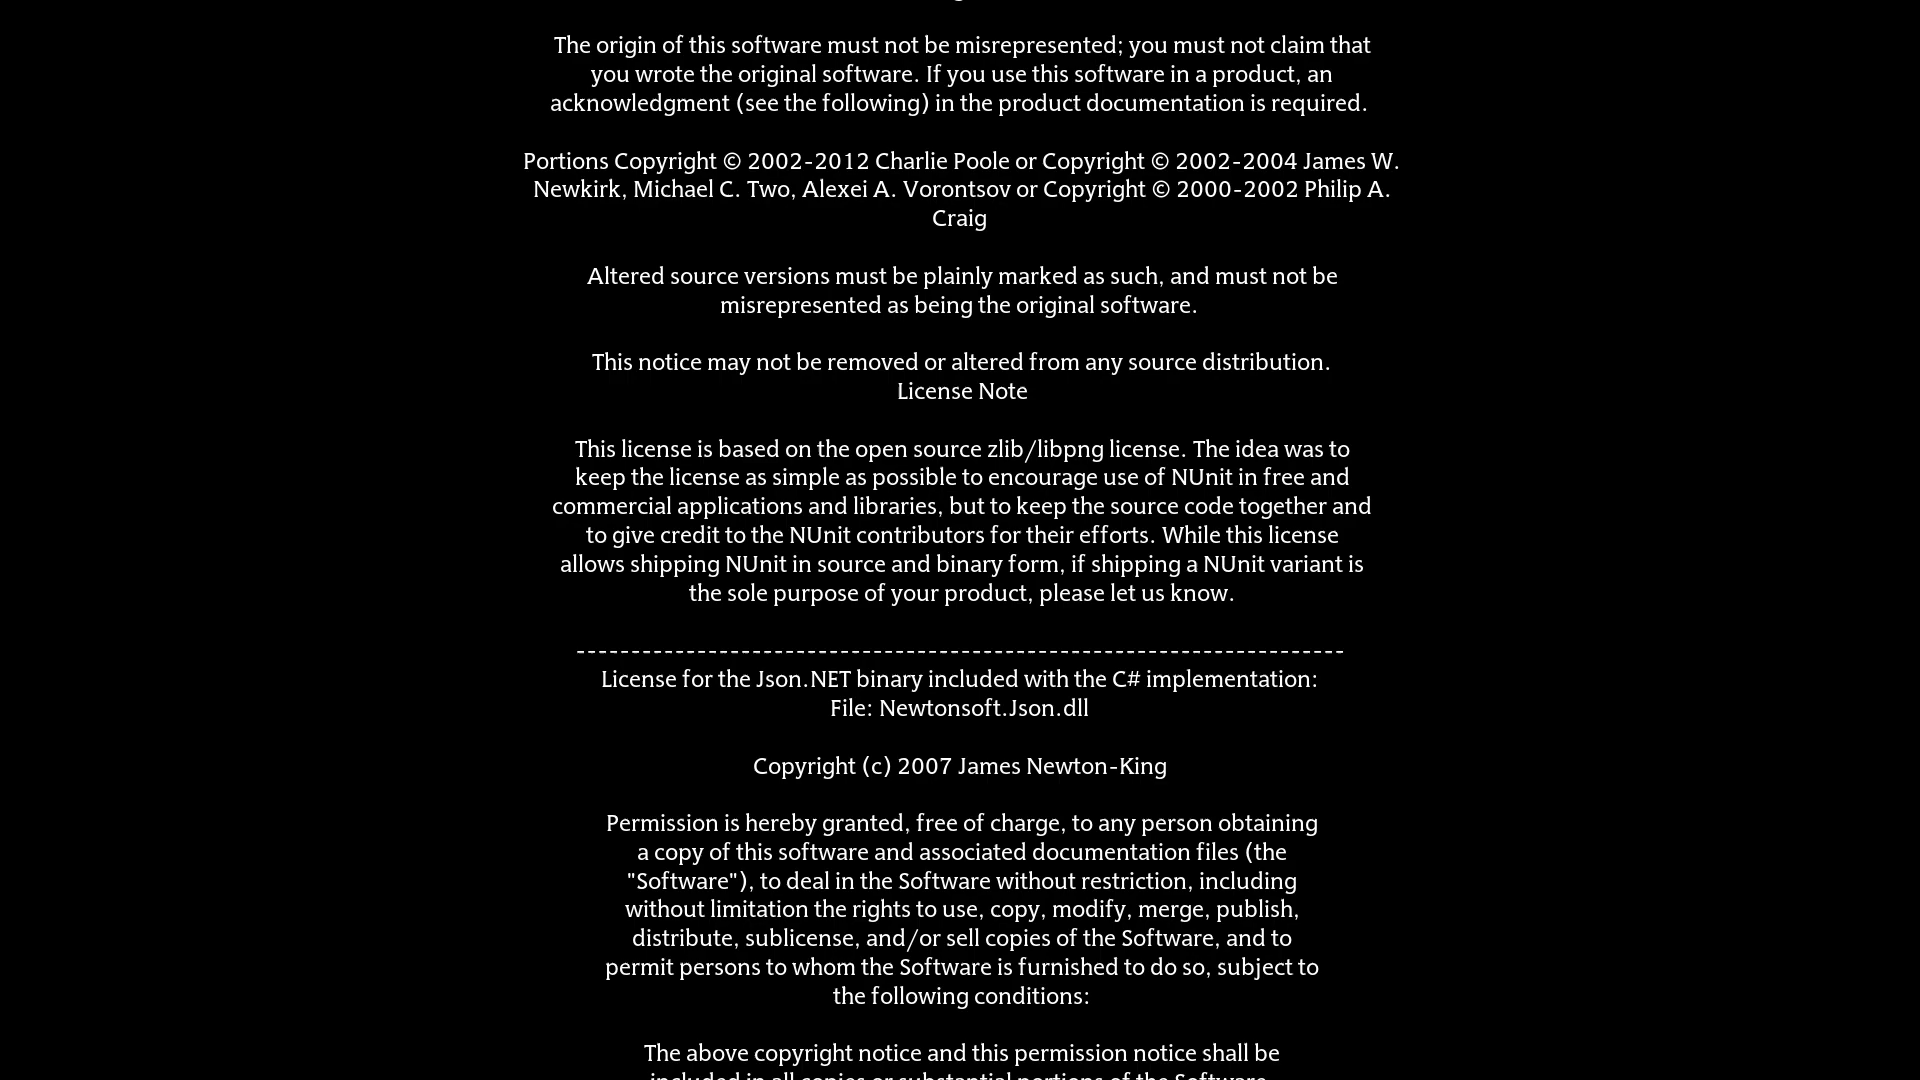 The origin of this software must not be misrepresented; you must not claim that
you wrote the original software. If you use this software in a product, an
acknowledgment (see the following) in the product documentation is required.
Portions Copyright © 2002-2012 Charlie Poole or Copyright © 2002-2004 James W.
Newkirk, Michael C. Two, Alexei A. Vorontsov or Copyright © 2000-2002 Philip A.
Craig
Altered source versions must be plainly marked as such, and must not be
misrepresented as being the original software.
This notice may not be removed or altered from any source distribution.
License Note
This license is based on the open source zlib/libpng license. The idea was to
keep the license as simple as possible to encourage use of NUnit in free and
commercial applications and libraries, but to keep the source code together and
to give credit to the NUnit contributors for their efforts. While this license
allows shipping NUnit in source and binary form, if shipping a NUnit variant is
the sole purpose of your product, please let us know.
----------------------------------------------------------------------
License for the Json.NET binary included with the C# implementation:
File: Newtonsoft.Json.dll
Copyright (c) 2007 James Newton-King
Permission is hereby granted, free of charge, to any person obtaining
a copy of this software and associated documentation files (the
"Software"), to deal in the Software without restriction, including
without limitation the rights to use, copy, modify, merge, publish,
distribute, sublicense, and/or sell copies of the Software, and to
permit persons to whom the Software is furnished to do so, subject to
the following conditions:
The above copyright notice and this permission notice shall be
included in all copies or substantial portions of the Software.